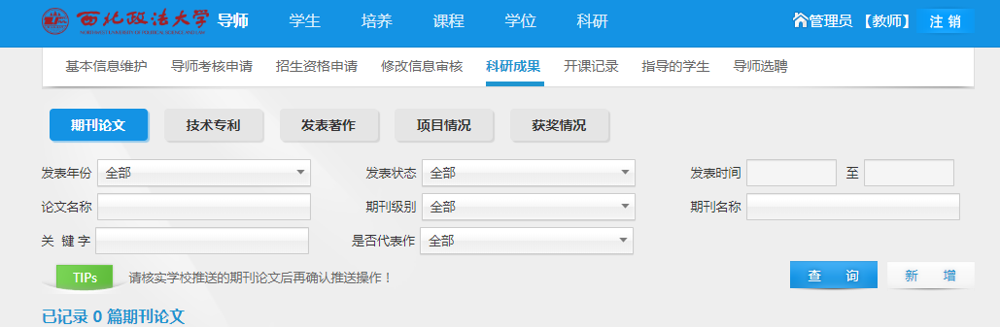 西北政法大学 导师 学生 培养 课程 学位 科研 管理员 【教师】 注 销
基本信息维护 导师考核申请 招生资格申请 修改信息审核 科研成果 开课记录 指导的学生 导师选聘
期刊论文 技术专利 发表著作 项目情况 获奖情况
发表年份 全部 发表状态 全部 发表时间 至
论文名称 期刊级别 全部 期刊名称
关 键 字 是否代表作 全部
TIPs 请核实学校推送的期刊论文后再确认推送操作！ 查 询 新 增
已记录 0 篇期刊论文